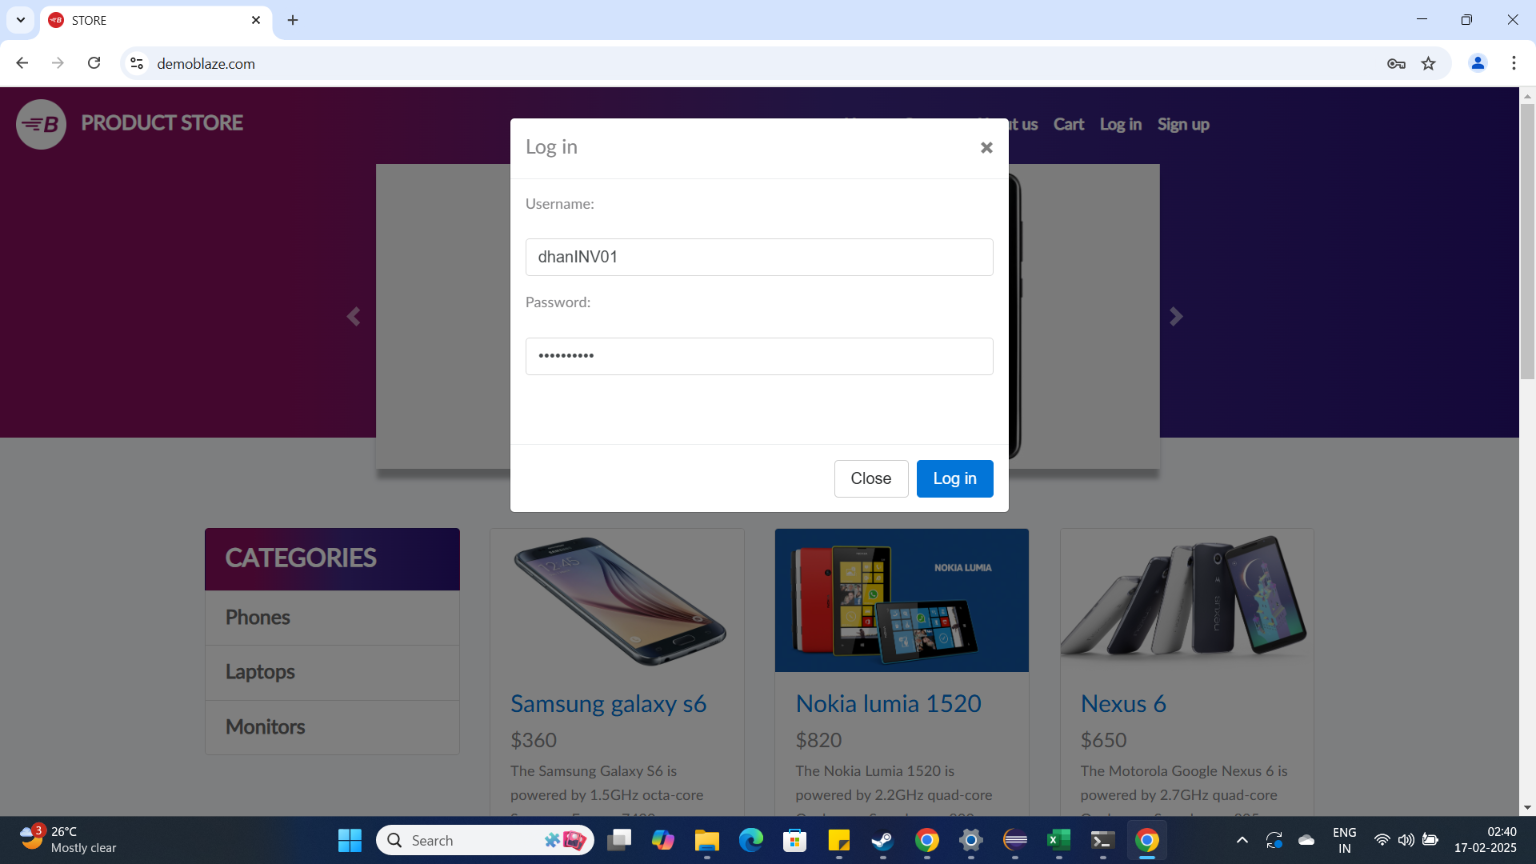 STORE
demoblaze.com
B
PRODUCT STORE
t us
Cart
Log in
Sign up
Log in
Username:
dhanINV01
Password:
••••••••••
Close
Log in
CATEGORIES
Phones
Laptops
Monitors
12:45
Samsung galaxy s6
$360
The Samsung Galaxy S6 is
powered by 1.5GHz octa-core
NOKIA LUMIA
Nokia lumia 1520
$820
The Nokia Lumia 1520 is
powered by 2.2GHz quad-core
nexus
Nexus 6
$650
The Motorola Google Nexus 6 is
powered by 2.7GHz quad-core
3
26°C
Mostly clear
Search
ENG
IN
02:40
17-02-2025